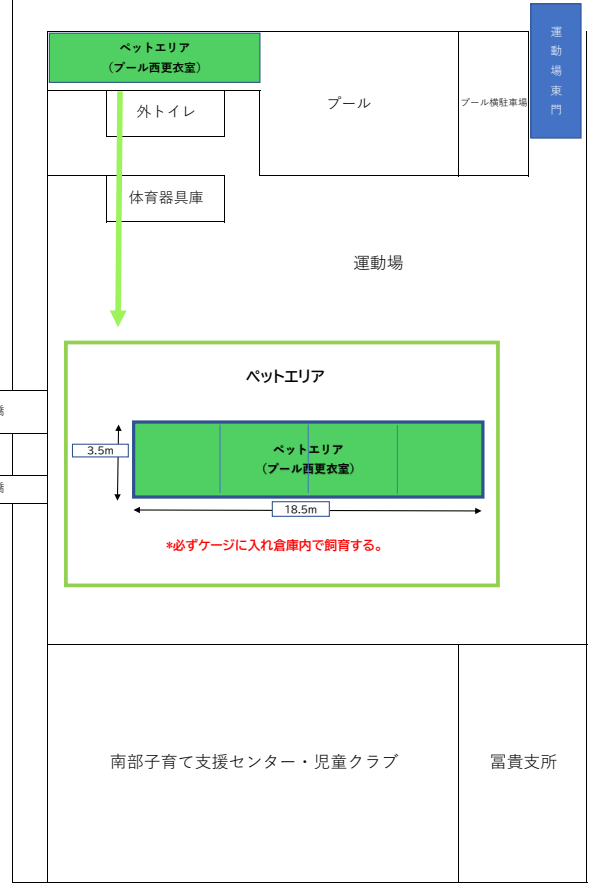 ペットエリア
(プール西更衣室)
運動場東門
外トイレ
プール
プール横駐車場
体育器具庫
運動場
ペットエリア
3.5m
ペットエリア
(プール西更衣室)
18.5m
*必ずケージに入れ倉庫内で飼育する。
南部子育て支援センター・児童クラブ
冨貴支所